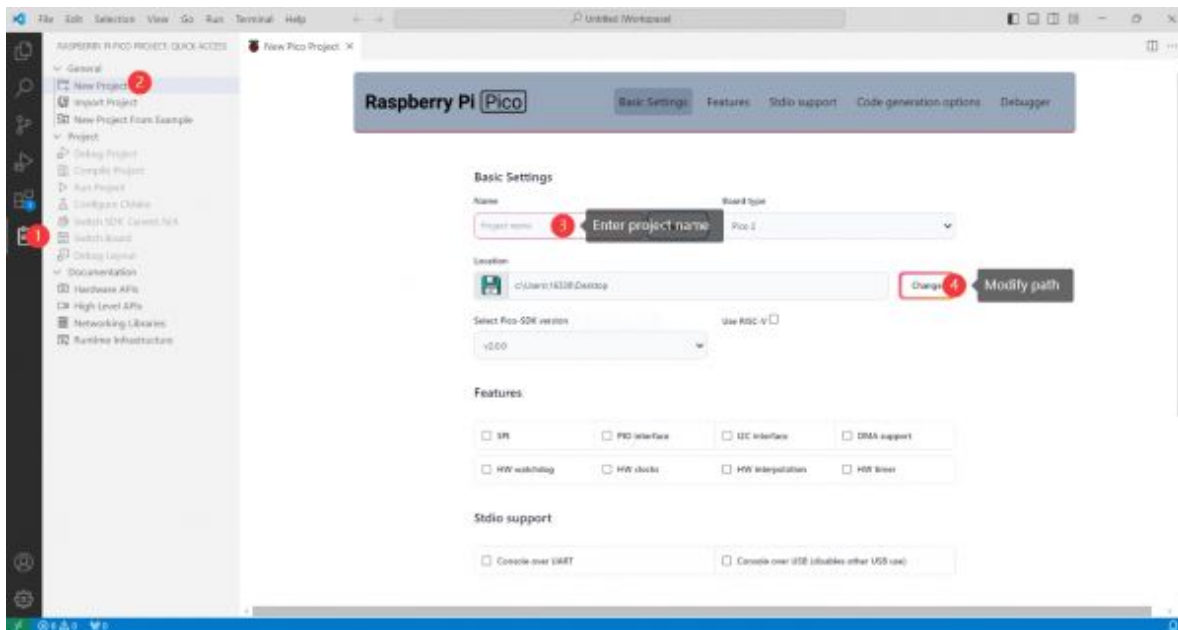 File Edit Selection View Go Run Terminal Help
Untitled (Workspace)
RASPBERRY PI PICO PROJECT: QUICK ACCESS
New Pico Project
General
New Project
2
Import Project
New Project From Example
Project
Debug Project
Compile Project
Run Project
Configure CMake
Switch SDK Current: N/A
1
Switch Board
Debug Layout
Documentation
Hardware APIs
High Level APIs
Networking Libraries
Runtime Infrastructure
Raspberry Pi Pico
Basic Settings Features Stdio support Code generation options Debugger
Basic Settings
Name Board type
Project name 3 Enter project name Pico 2
Location
Change 4 Modify path
Select Pico-SDK version Use RISC-V
v2.0.0
Features
SPI PIO interface I2C interface DMA support
HW watchdog HW clocks HW interpolation HW timer
Stdio support
Console over UART Console over USB (disables other USB use)